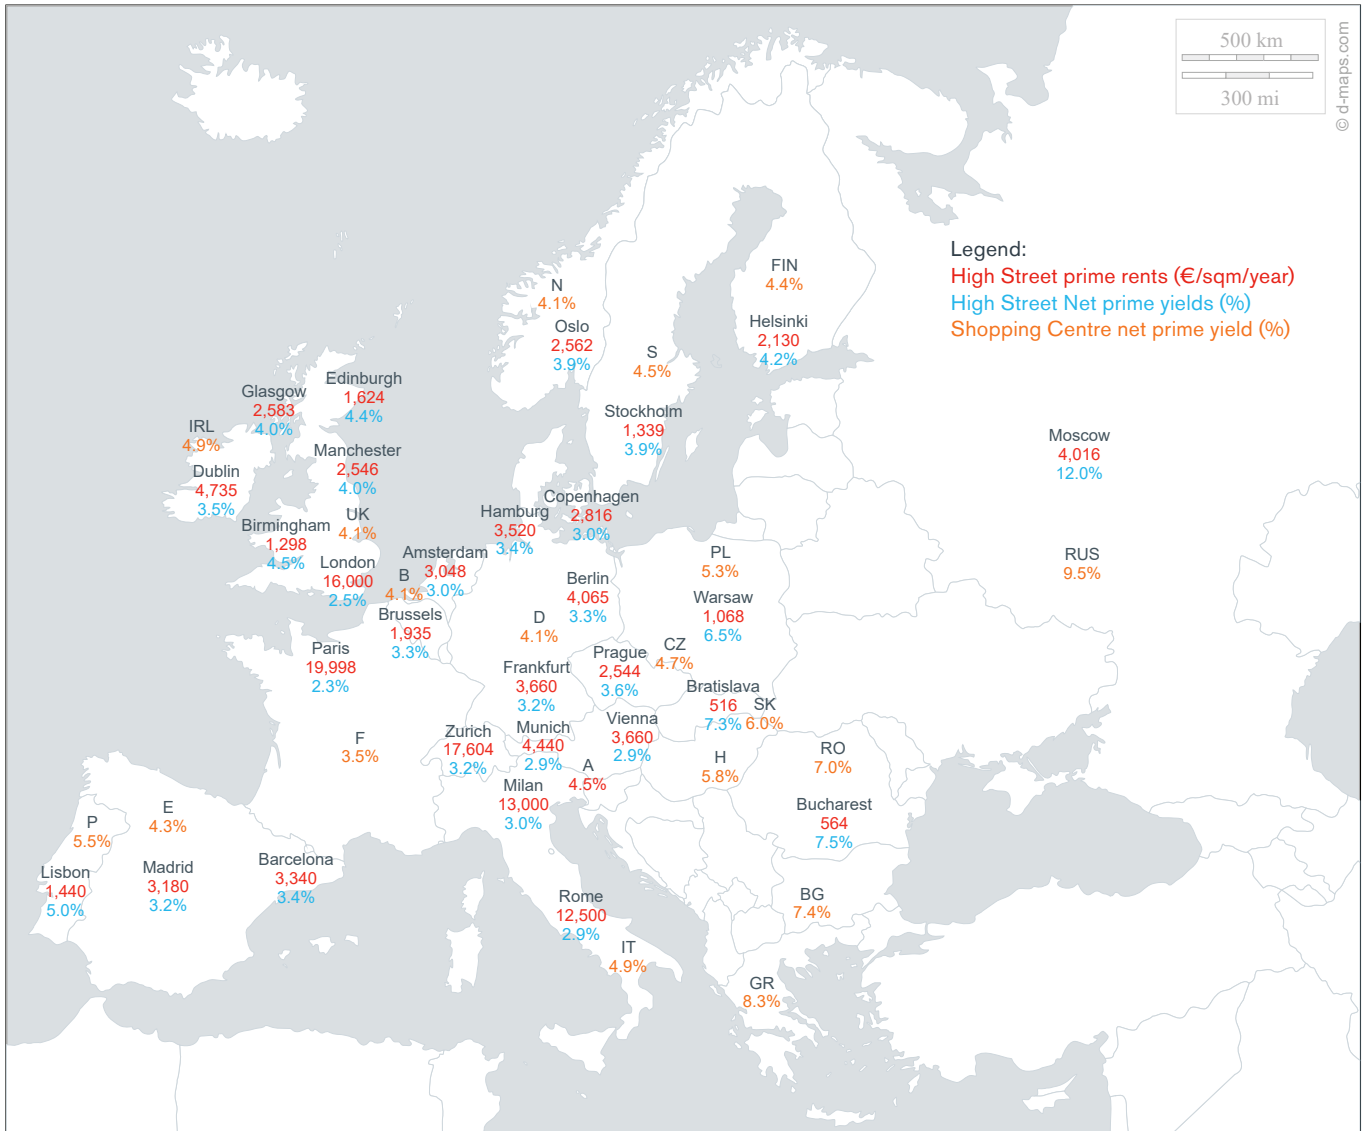 500 km
300 mi
© d-maps.com
Legend:
High Street prime rents (€/sqm/year)
High Street Net prime yields (%)
Shopping Centre net prime yield (%)
FIN
4.4%
Helsinki
2,130
4.2%
N
4.1%
Oslo
2,562
3.9%
S
4.5%
Stockholm
1,339
3.9%
Edinburgh
1,624
4.4%
Glasgow
2,583
4.0%
IRL
4.9%
Dublin
4,735
3.5%
Manchester
2,546
4.0%
UK
4.1%
Birmingham
1,298
4.5%
London
16,000
2.5%
Moscow
4,016
12.0%
RUS
9.5%
Copenhagen
2,816
3.0%
Hamburg
3,520
3.4%
Amsterdam
3,048
3.0%
B
4.1%
Brussels
1,935
3.3%
Berlin
4,065
3.3%
D
4.1%
PL
5.3%
Warsaw
1,068
6.5%
Paris
19,998
2.3%
F
3.5%
Frankfurt
3,660
3.2%
Prague
2,544
3.6%
CZ
4.7%
Bratislava
516
7.3%
SK
6.0%
Zurich
17,604
3.2%
Munich
4,440
2.9%
Vienna
3,660
2.9%
A
4.5%
H
5.8%
RO
7.0%
Bucharest
564
7.5%
Milan
13,000
3.0%
E
4.3%
P
5.5%
Lisbon
1,440
5.0%
Madrid
3,180
3.2%
Barcelona
3,340
3.4%
Rome
12,500
2.9%
IT
4.9%
BG
7.4%
GR
8.3%